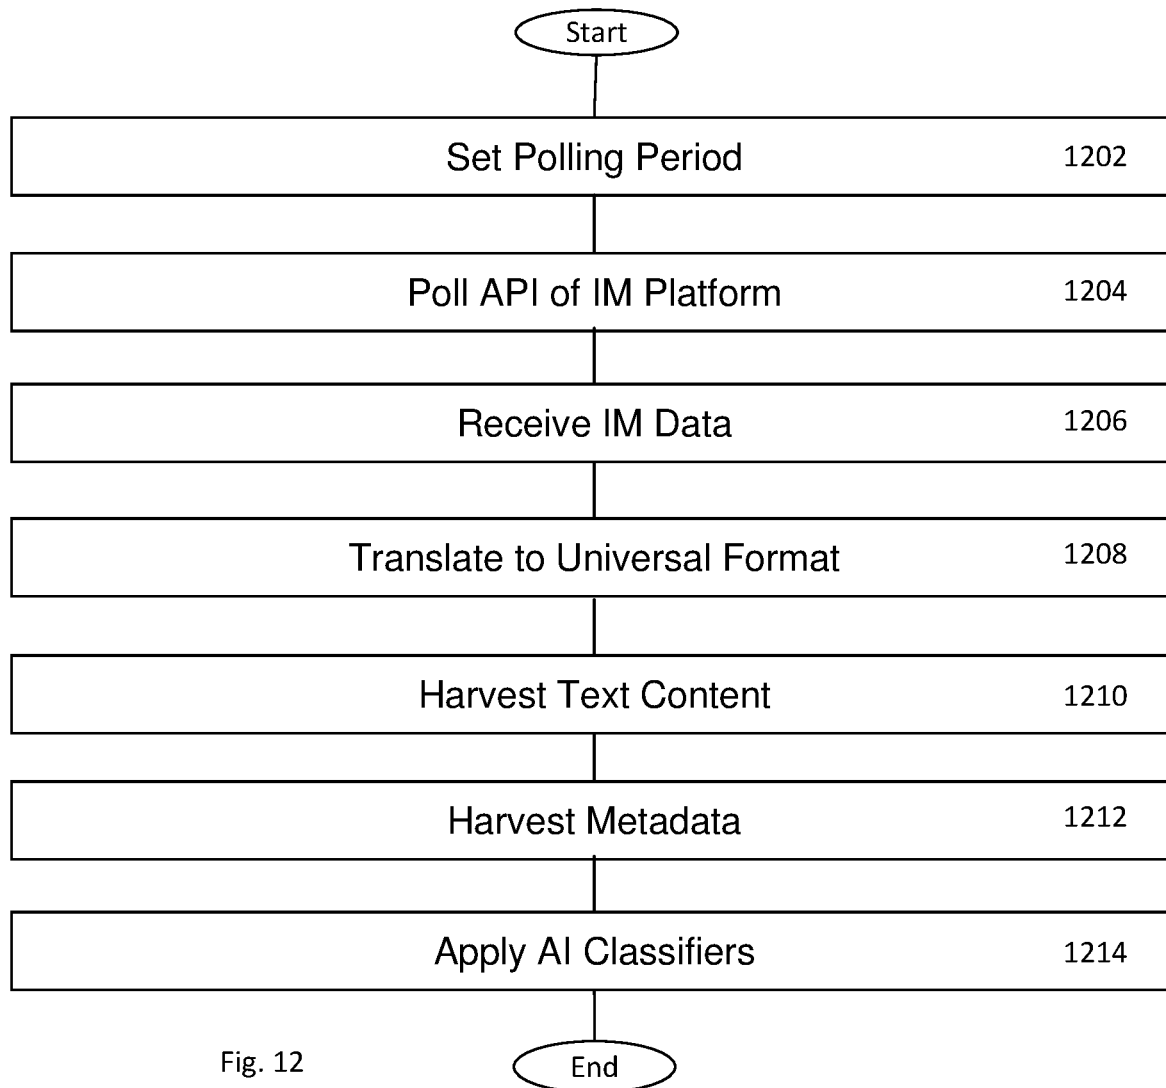 Start
Set Polling Period 1202
Poll API of IM Platform 1204
Receive IM Data 1206
Translate to Universal Format 1208
Harvest Text Content 1210
Harvest Metadata 1212
Apply AI Classifiers 1214
Fig. 12 End